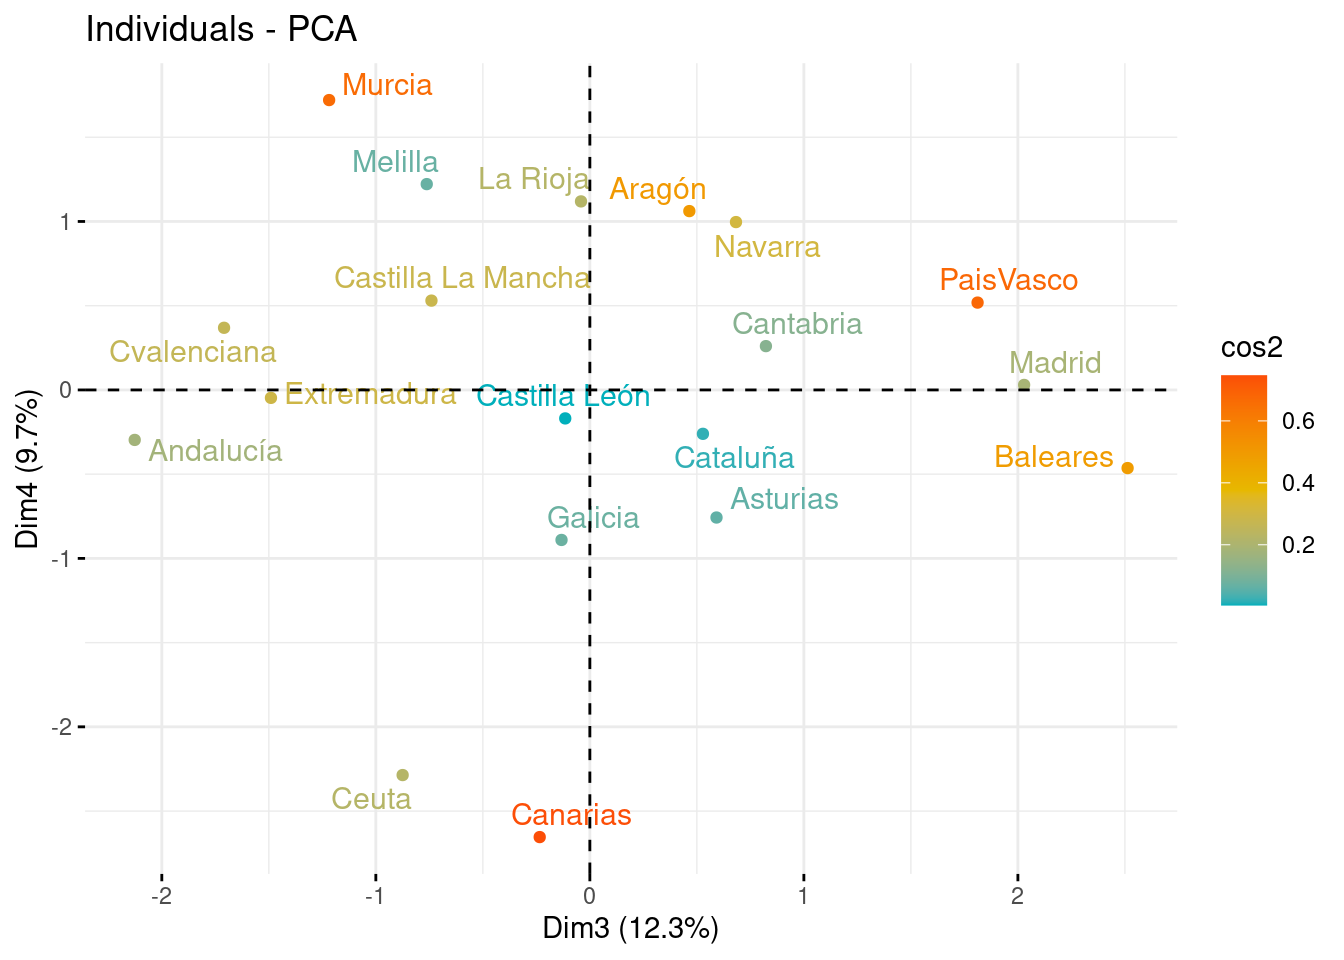 Individuals - PCA
Murcia
Melilla
La Rioja
Aragón
Navarra
Castilla La Mancha
PaisVasco
Cantabria
Cvalenciana
Madrid
Extremadura
Castilla León
Andalucía
Cataluña
Baleares
Asturias
Galicia
Ceuta
Canarias
1
0
-1
-2
Dim4 (9.7%)
-2
-1
0
1
2
Dim3 (12.3%)
cos2
0.6
0.4
0.2